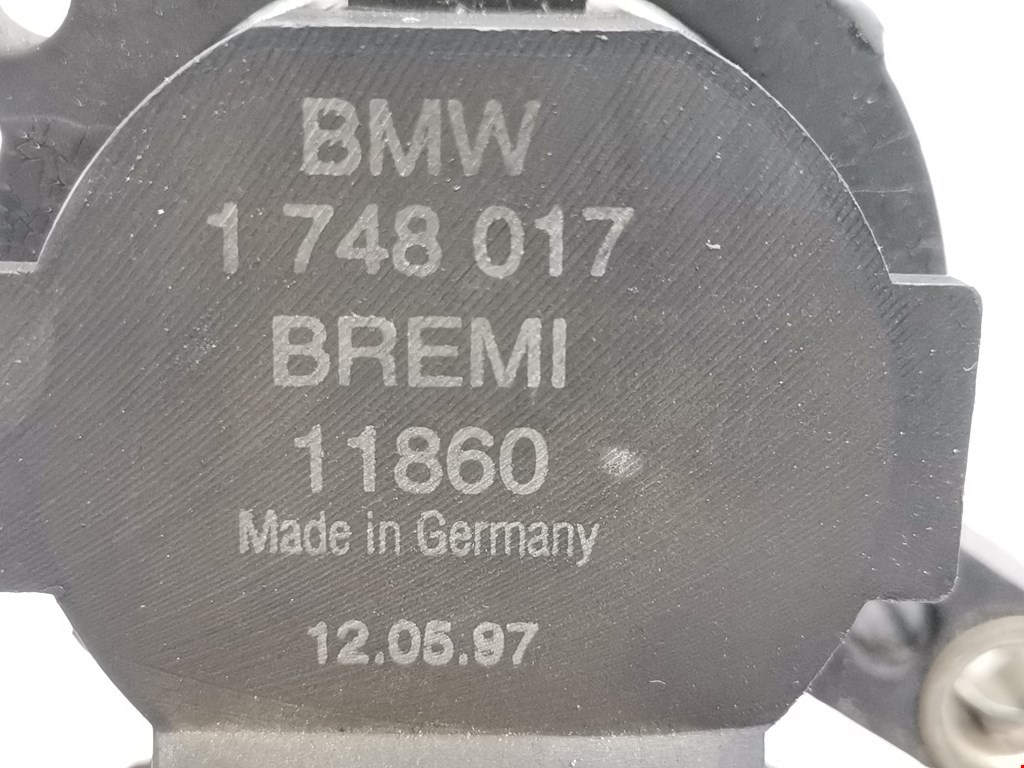 BMW
1 748 017
BREMI
11860
Made in Germany
12.05.97